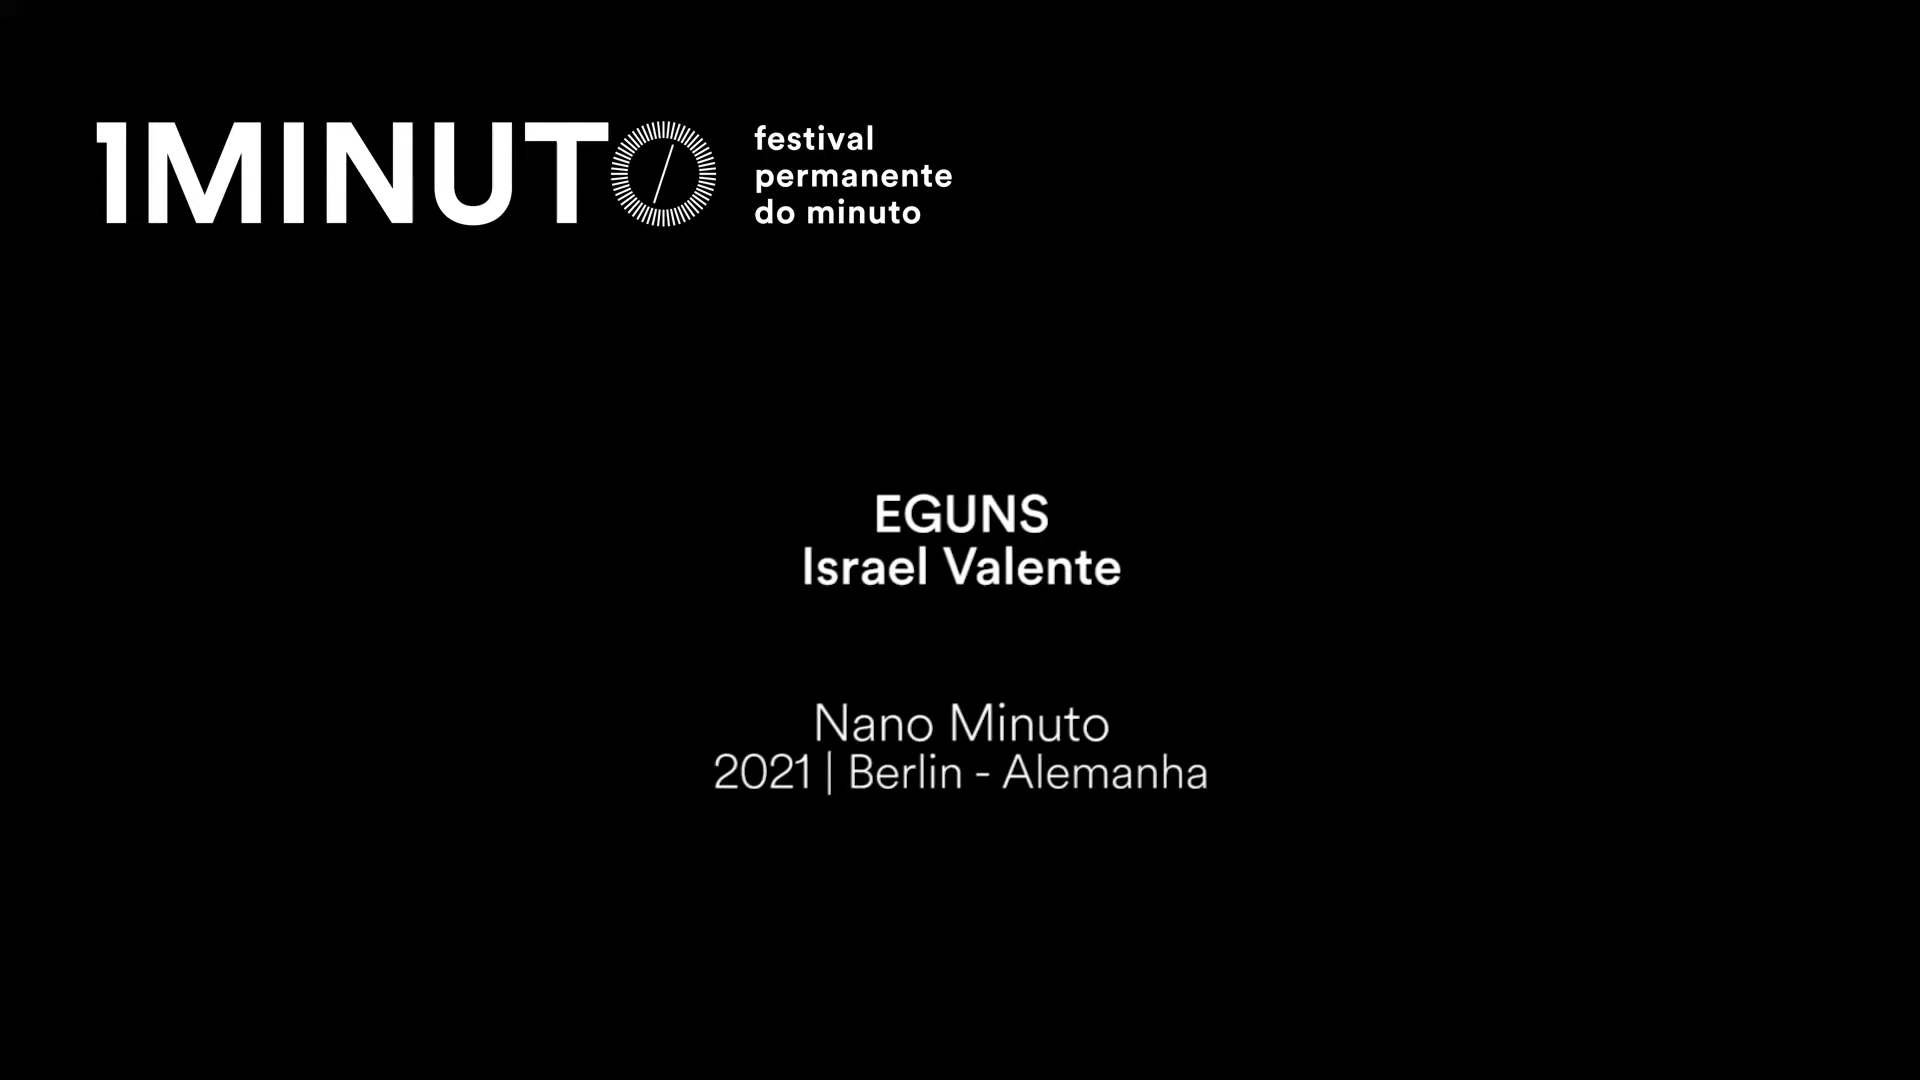 1MINUTO
festival
permanente
do minuto
EGUNS
Israel Valente
Nano Minuto
2021 | Berlin - Alemanha